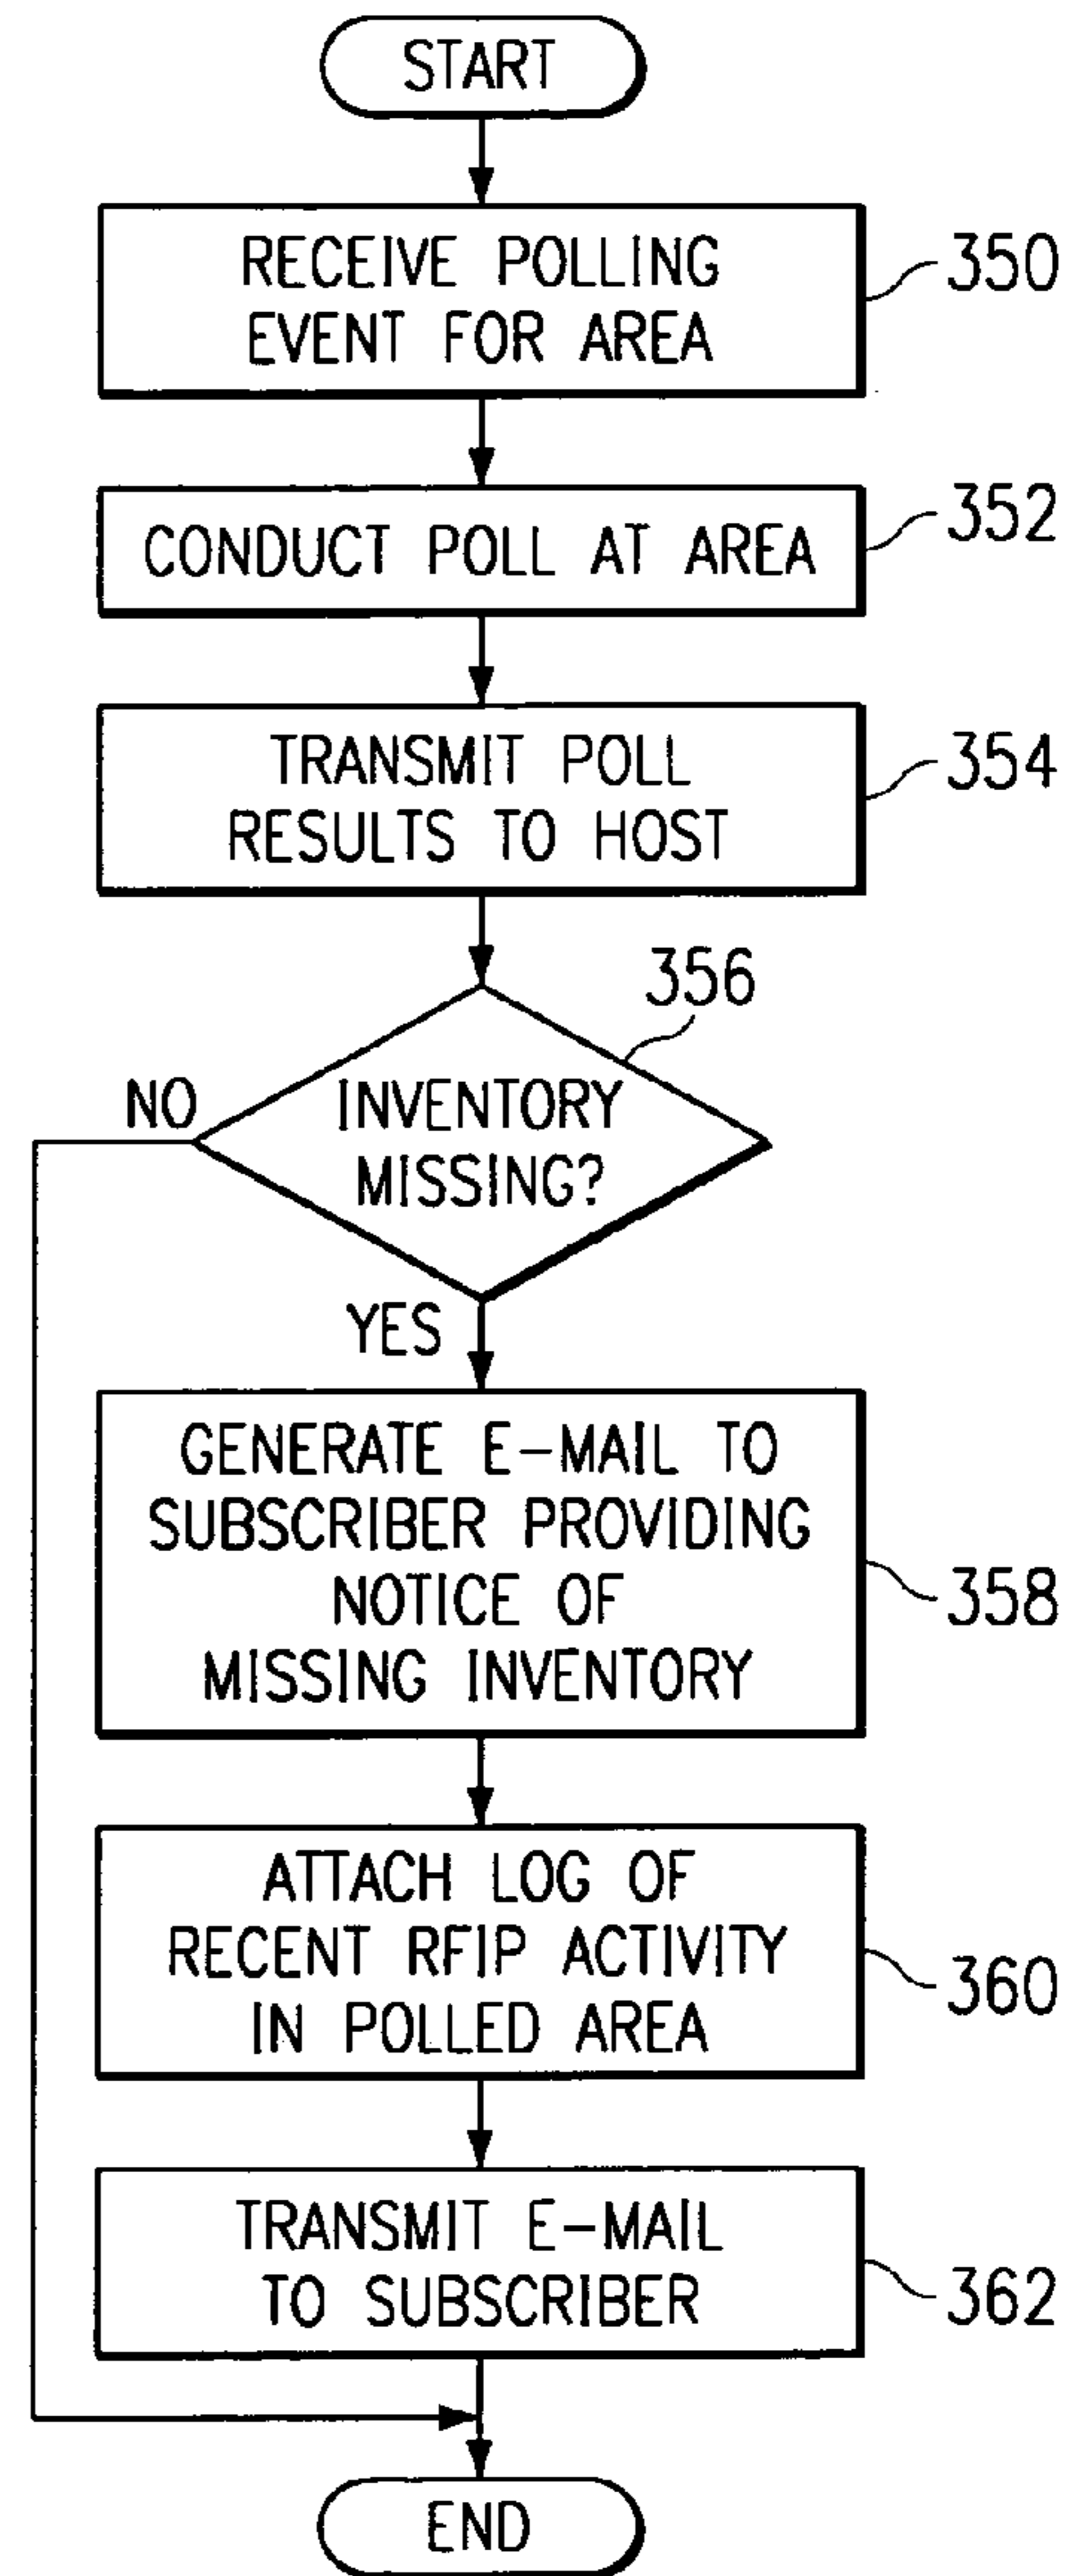 START
RECEIVE POLLING
EVENT FOR AREA
350
CONDUCT POLL AT AREA
352
TRANSMIT POLL
RESULTS TO HOST
354
356
INVENTORY
MISSING?
NO
YES
GENERATE E-MAIL TO
SUBSCRIBER PROVIDING
NOTICE OF
MISSING INVENTORY
358
ATTACH LOG OF
RECENT RFIP ACTIVITY
IN POLLED AREA
360
TRANSMIT E-MAIL
TO SUBSCRIBER
362
END